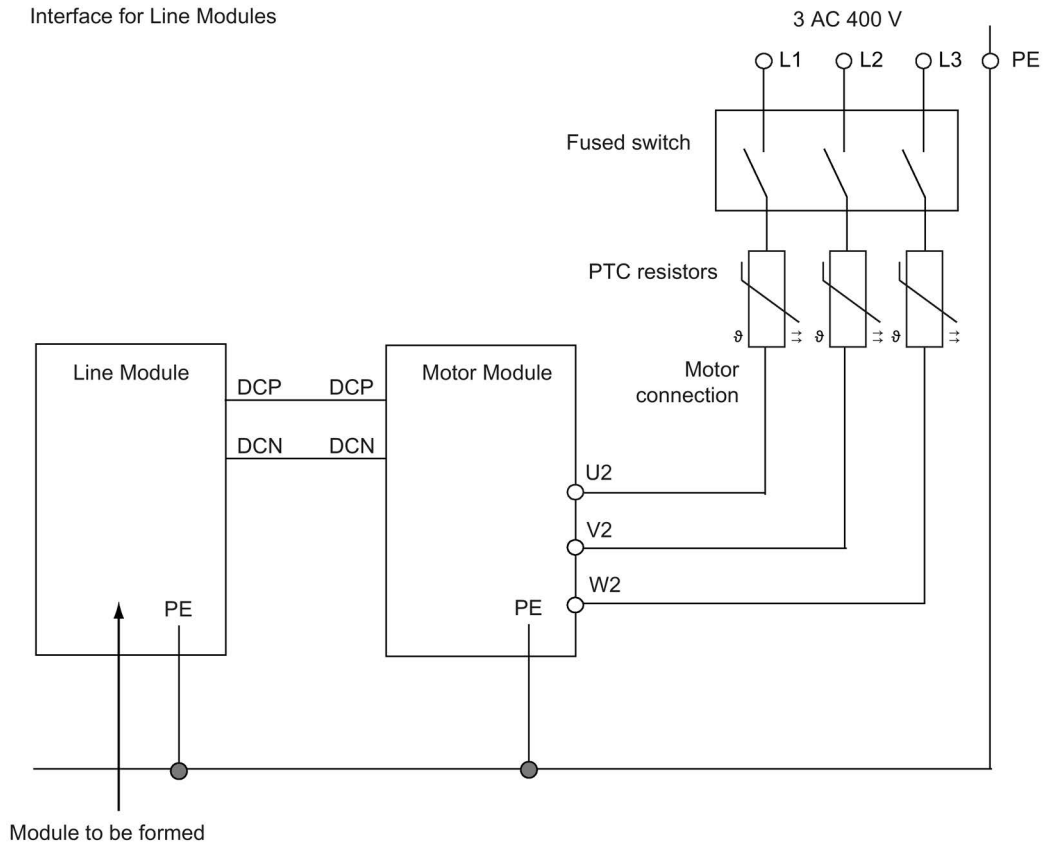 Interface for Line Modules
3 AC 400 V
L1
L2
L3
PE
Fused switch
PTC resistors
ϑ
ϑ
ϑ
Line Module
Motor Module
Motor
connection
DCP
DCP
DCN
DCN
U2
V2
W2
PE
PE
Module to be formed